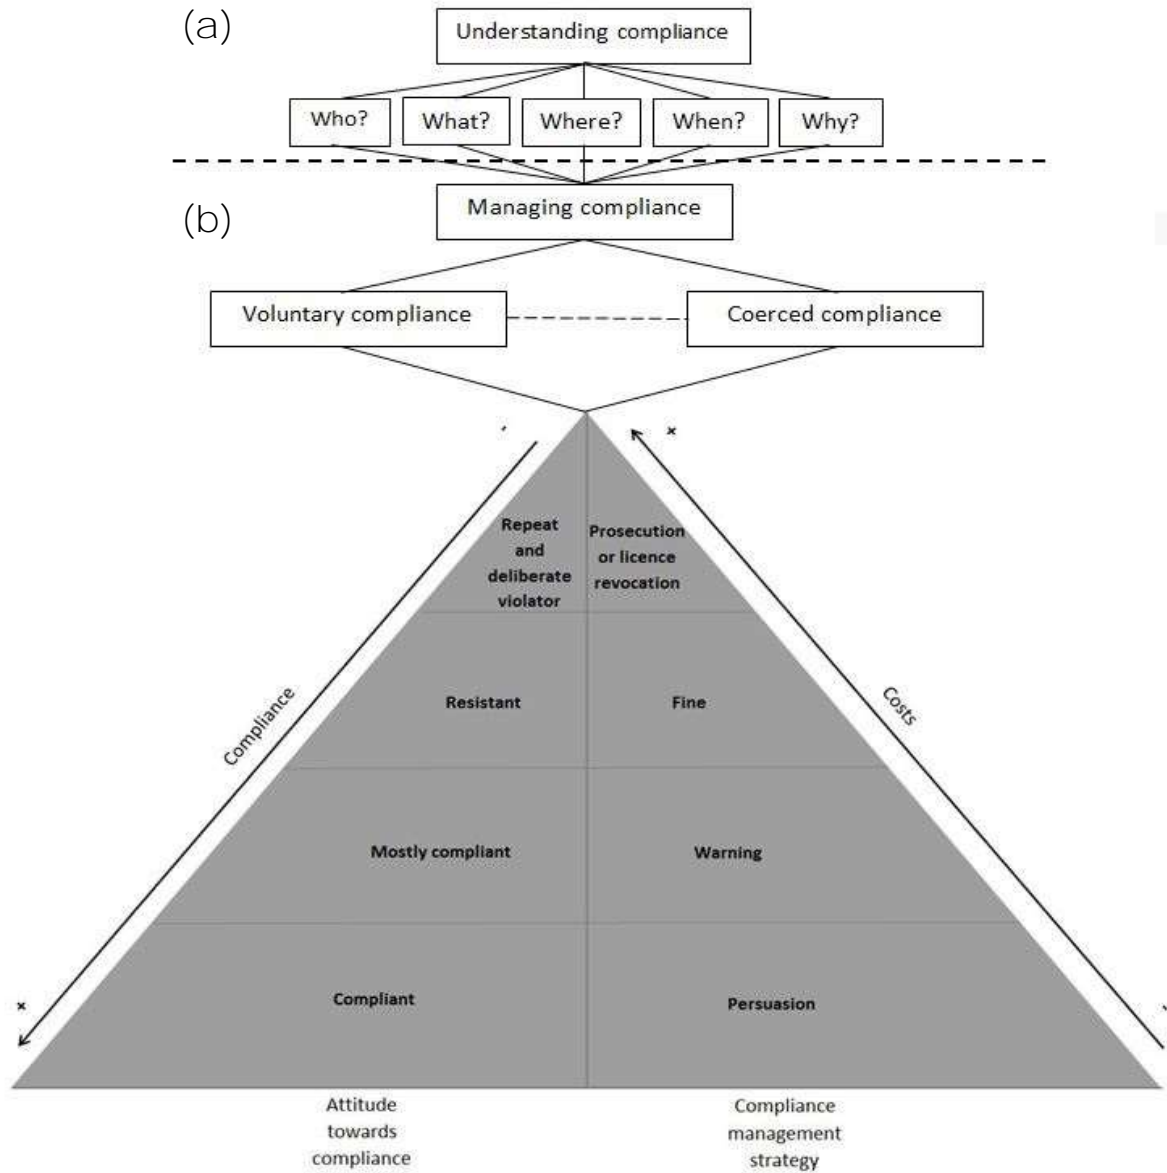 (a)
Understanding compliance
Who?
What?
Where?
When?
Why?
(b)
Managing compliance
Voluntary compliance
Coerced compliance
-
+
Repeat
and
deliberate
violator
Prosecution
or licence
revocation
Compliance
Costs
Resistant
Fine
Mostly compliant
Warning
+
-
Compliant
Persuasion
Attitude
towards
compliance
Compliance
management
strategy